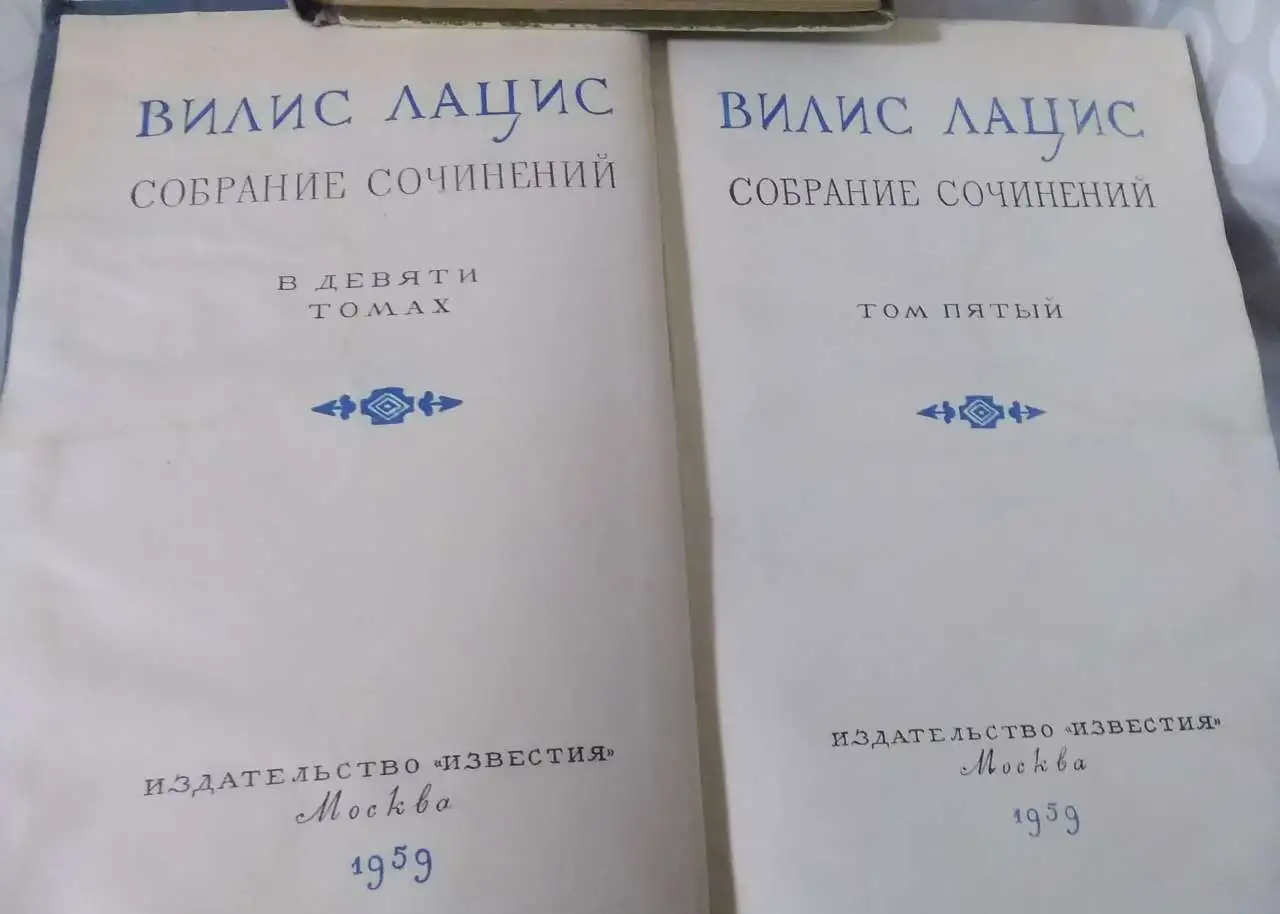 ВИЛИС ЛАЦИС
СОБРАНИЕ СОЧИНЕНИЙ
В ДЕВЯТИ
ТОМАХ
ИЗДАТЕЛЬСТВО «ИЗВЕСТИЯ»
Москва
1959
ВИЛИС ЛАЦИС
СОБРАНИЕ СОЧИНЕНИЙ
ТОМ ПЯТЫЙ
ИЗДАТЕЛЬСТВО «ИЗВЕСТИЯ»
Москва
1959